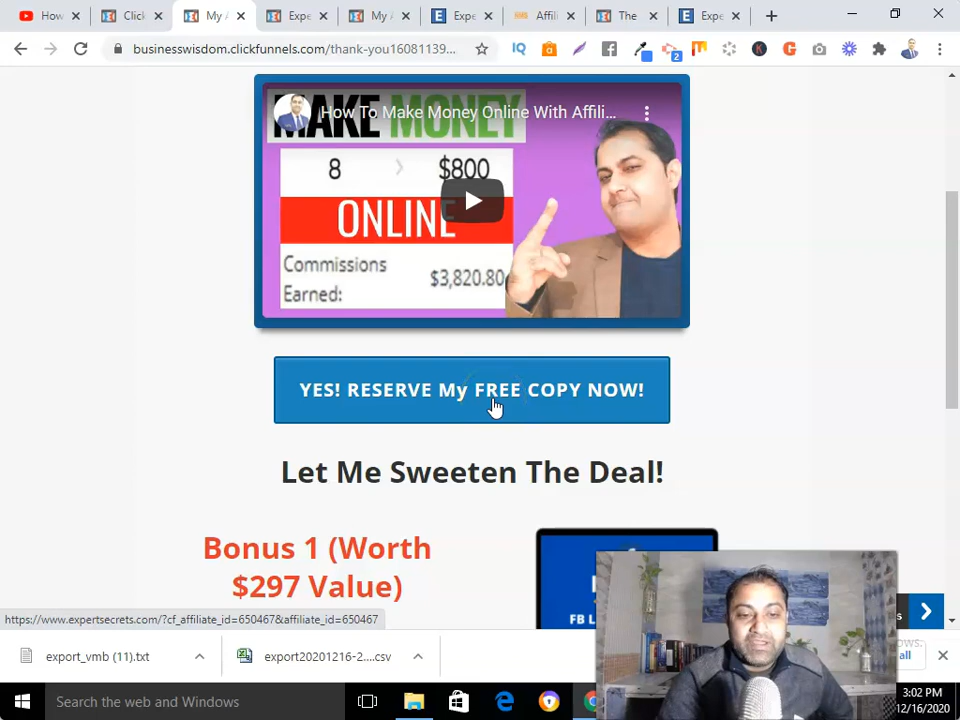 How
Click
My A
Expe
My A
Expe
Affili
The
Expe
businesswisdom.clickfunnels.com/thank-you16081139...
2
MAKE MONEY
How To Make Money Online With Affili...
8 > $800
ONLINE
Commissions
Earned:
$3,820.80
YES! RESERVE My FREE COPY NOW!
Let Me Sweeten The Deal!
Bonus 1 (Worth
$297 Value)
FB L
https://www.expertsecrets.com/?cf_affiliate_id=650467&affiliate_id=650467
export_vmb (11).txt
export20201216-2....csv
all
Search the web and Windows
3:02 PM
12/16/2020